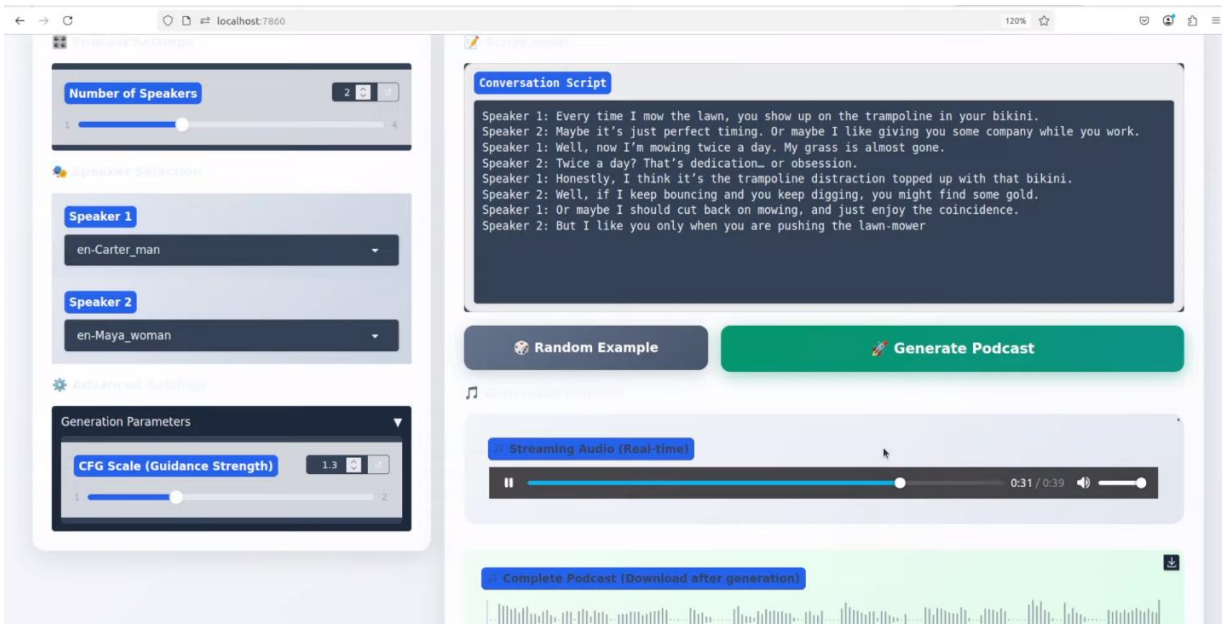 localhost:7860
120%
Podcast Settings
Number of Speakers
2
1
4
Speaker Selection
Speaker 1
en-Carter_man
Speaker 2
en-Maya_woman
Advanced Settings
Generation Parameters
CFG Scale (Guidance Strength)
1.3
1
2
Script Input
Conversation Script
Speaker 1: Every time I mow the lawn, you show up on the trampoline in your bikini.
Speaker 2: Maybe it’s just perfect timing. Or maybe I like giving you some company while you work.
Speaker 1: Well, now I’m mowing twice a day. My grass is almost gone.
Speaker 2: Twice a day? That’s dedication… or obsession.
Speaker 1: Honestly, I think it’s the trampoline distraction topped up with that bikini.
Speaker 2: Well, if I keep bouncing and you keep digging, you might find some gold.
Speaker 1: Or maybe I should cut back on mowing, and just enjoy the coincidence.
Speaker 2: But I like you only when you are pushing the lawn-mower
Random Example
Generate Podcast
Streaming Audio (Real-time)
0:31 / 0:39
Complete Podcast (Download after generation)